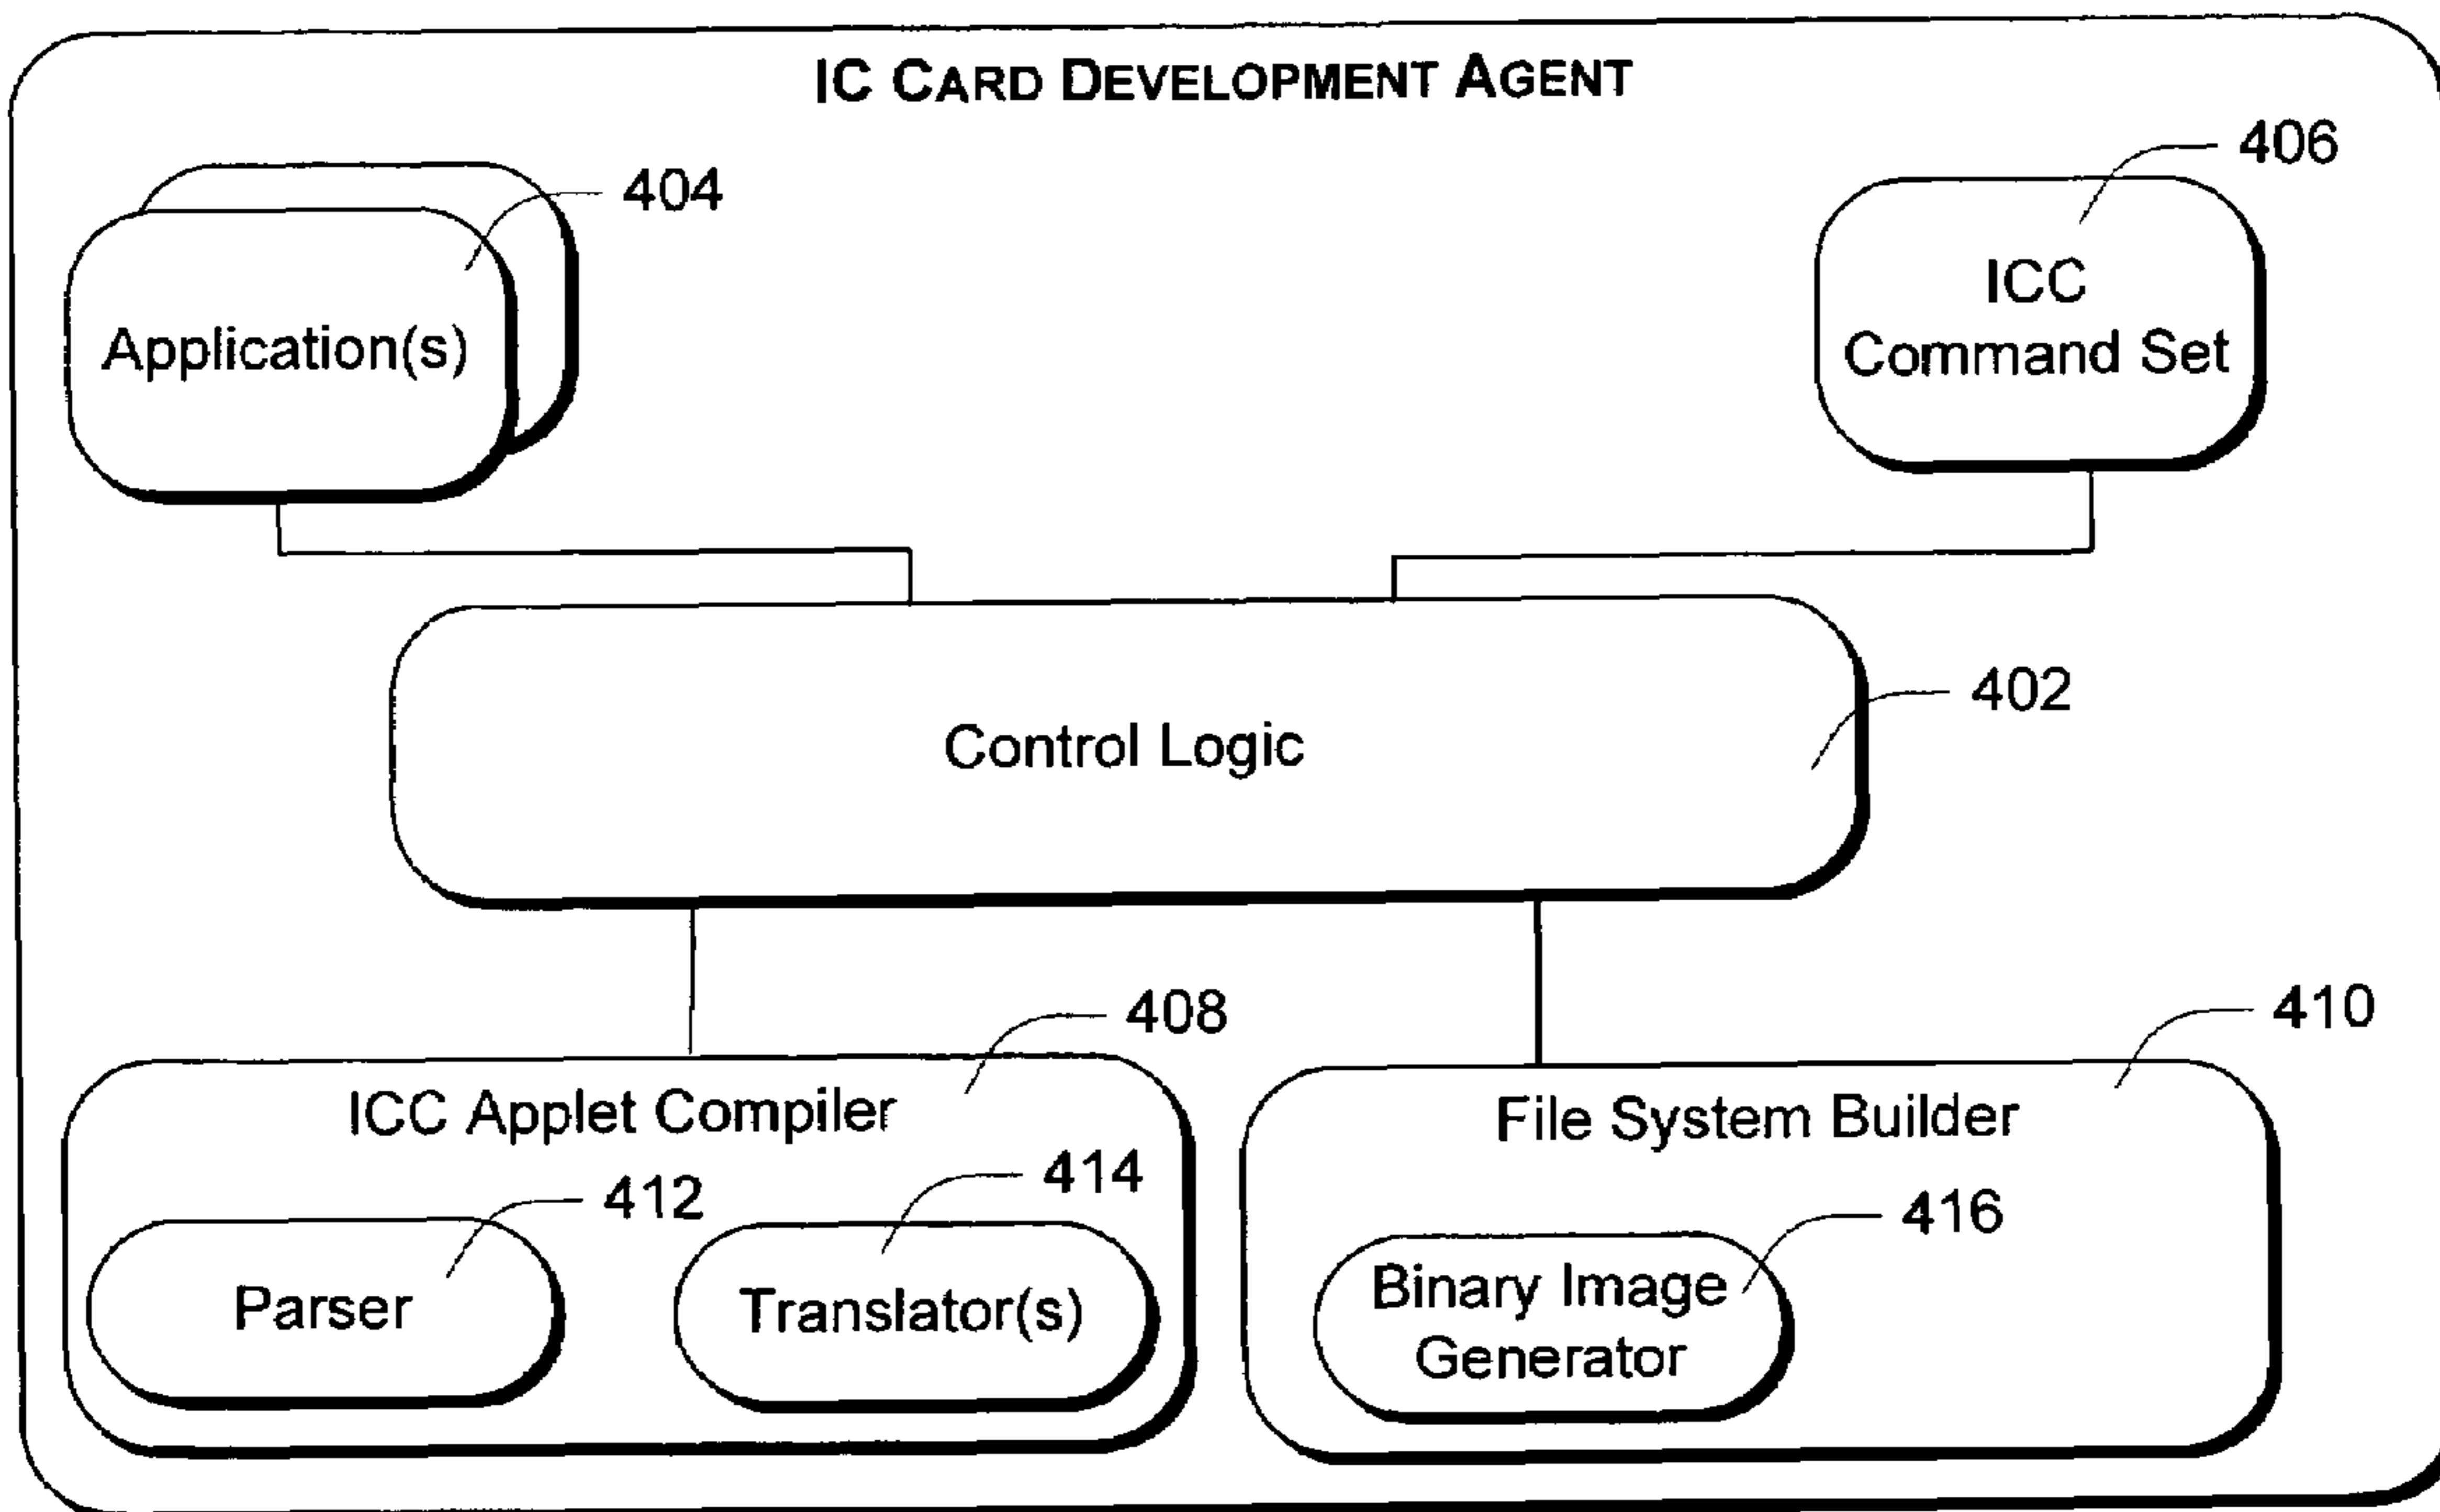 IC CARD DEVELOPMENT AGENT
404
406
Application(s)
ICC
Command Set
402
Control Logic
408
410
ICC Applet Compiler
File System Builder
412
414
416
Parser
Translator(s)
Binary Image
Generator